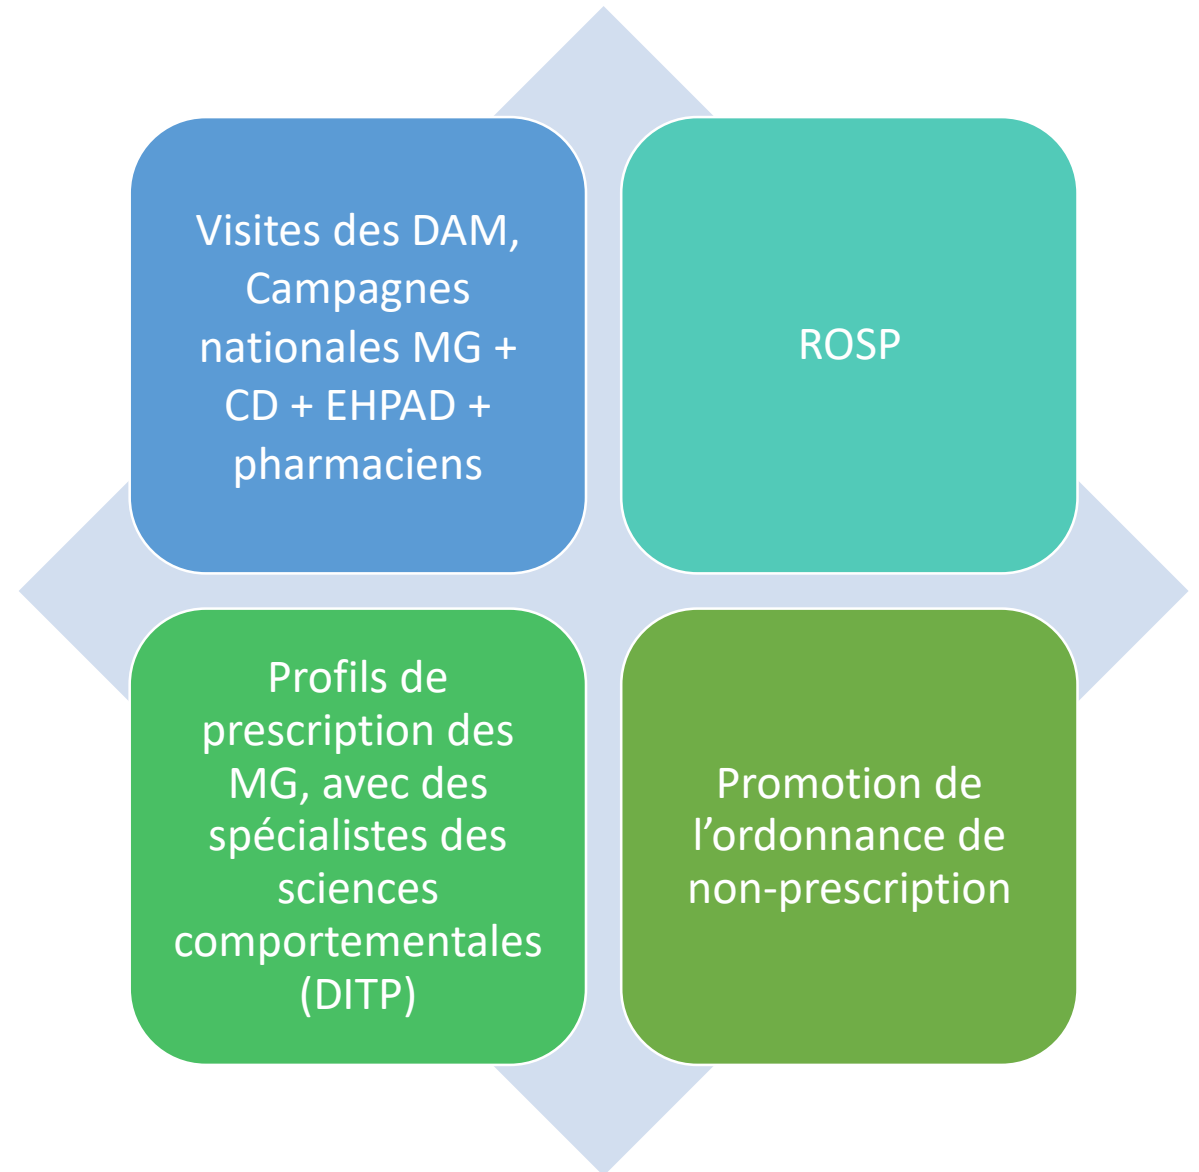 Visites des DAM,
Campagnes
nationales MG +
CD + EHPAD +
pharmaciens
ROSP
Profils de
prescription des
MG, avec des
spécialistes des
sciences
comportementales
(DITP)
Promotion de
l’ordonnance de
non-prescription